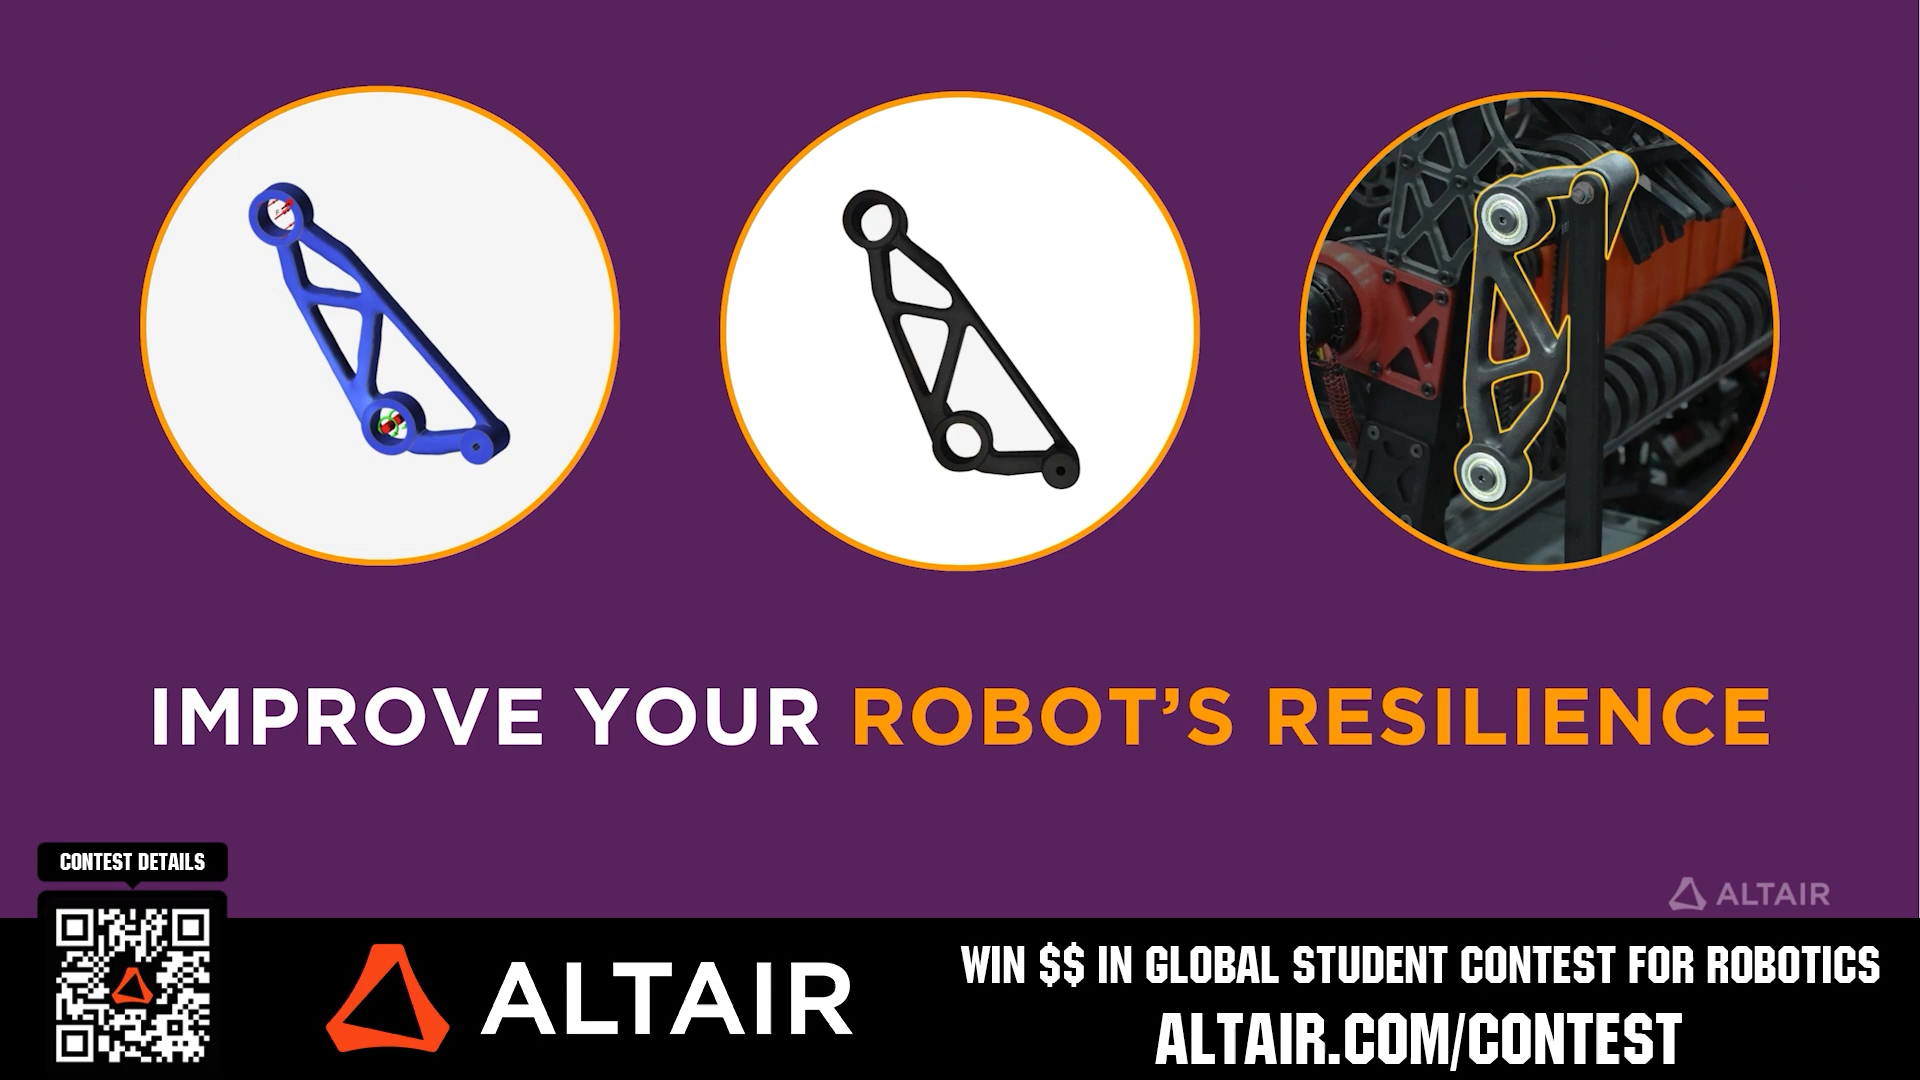 IMPROVE YOUR ROBOT'S RESILIENCE
CONTEST DETAILS
ALTAIR
ALTAIR
WIN $$ IN GLOBAL STUDENT CONTEST FOR ROBOTICS
ALTAIR.COM/CONTEST